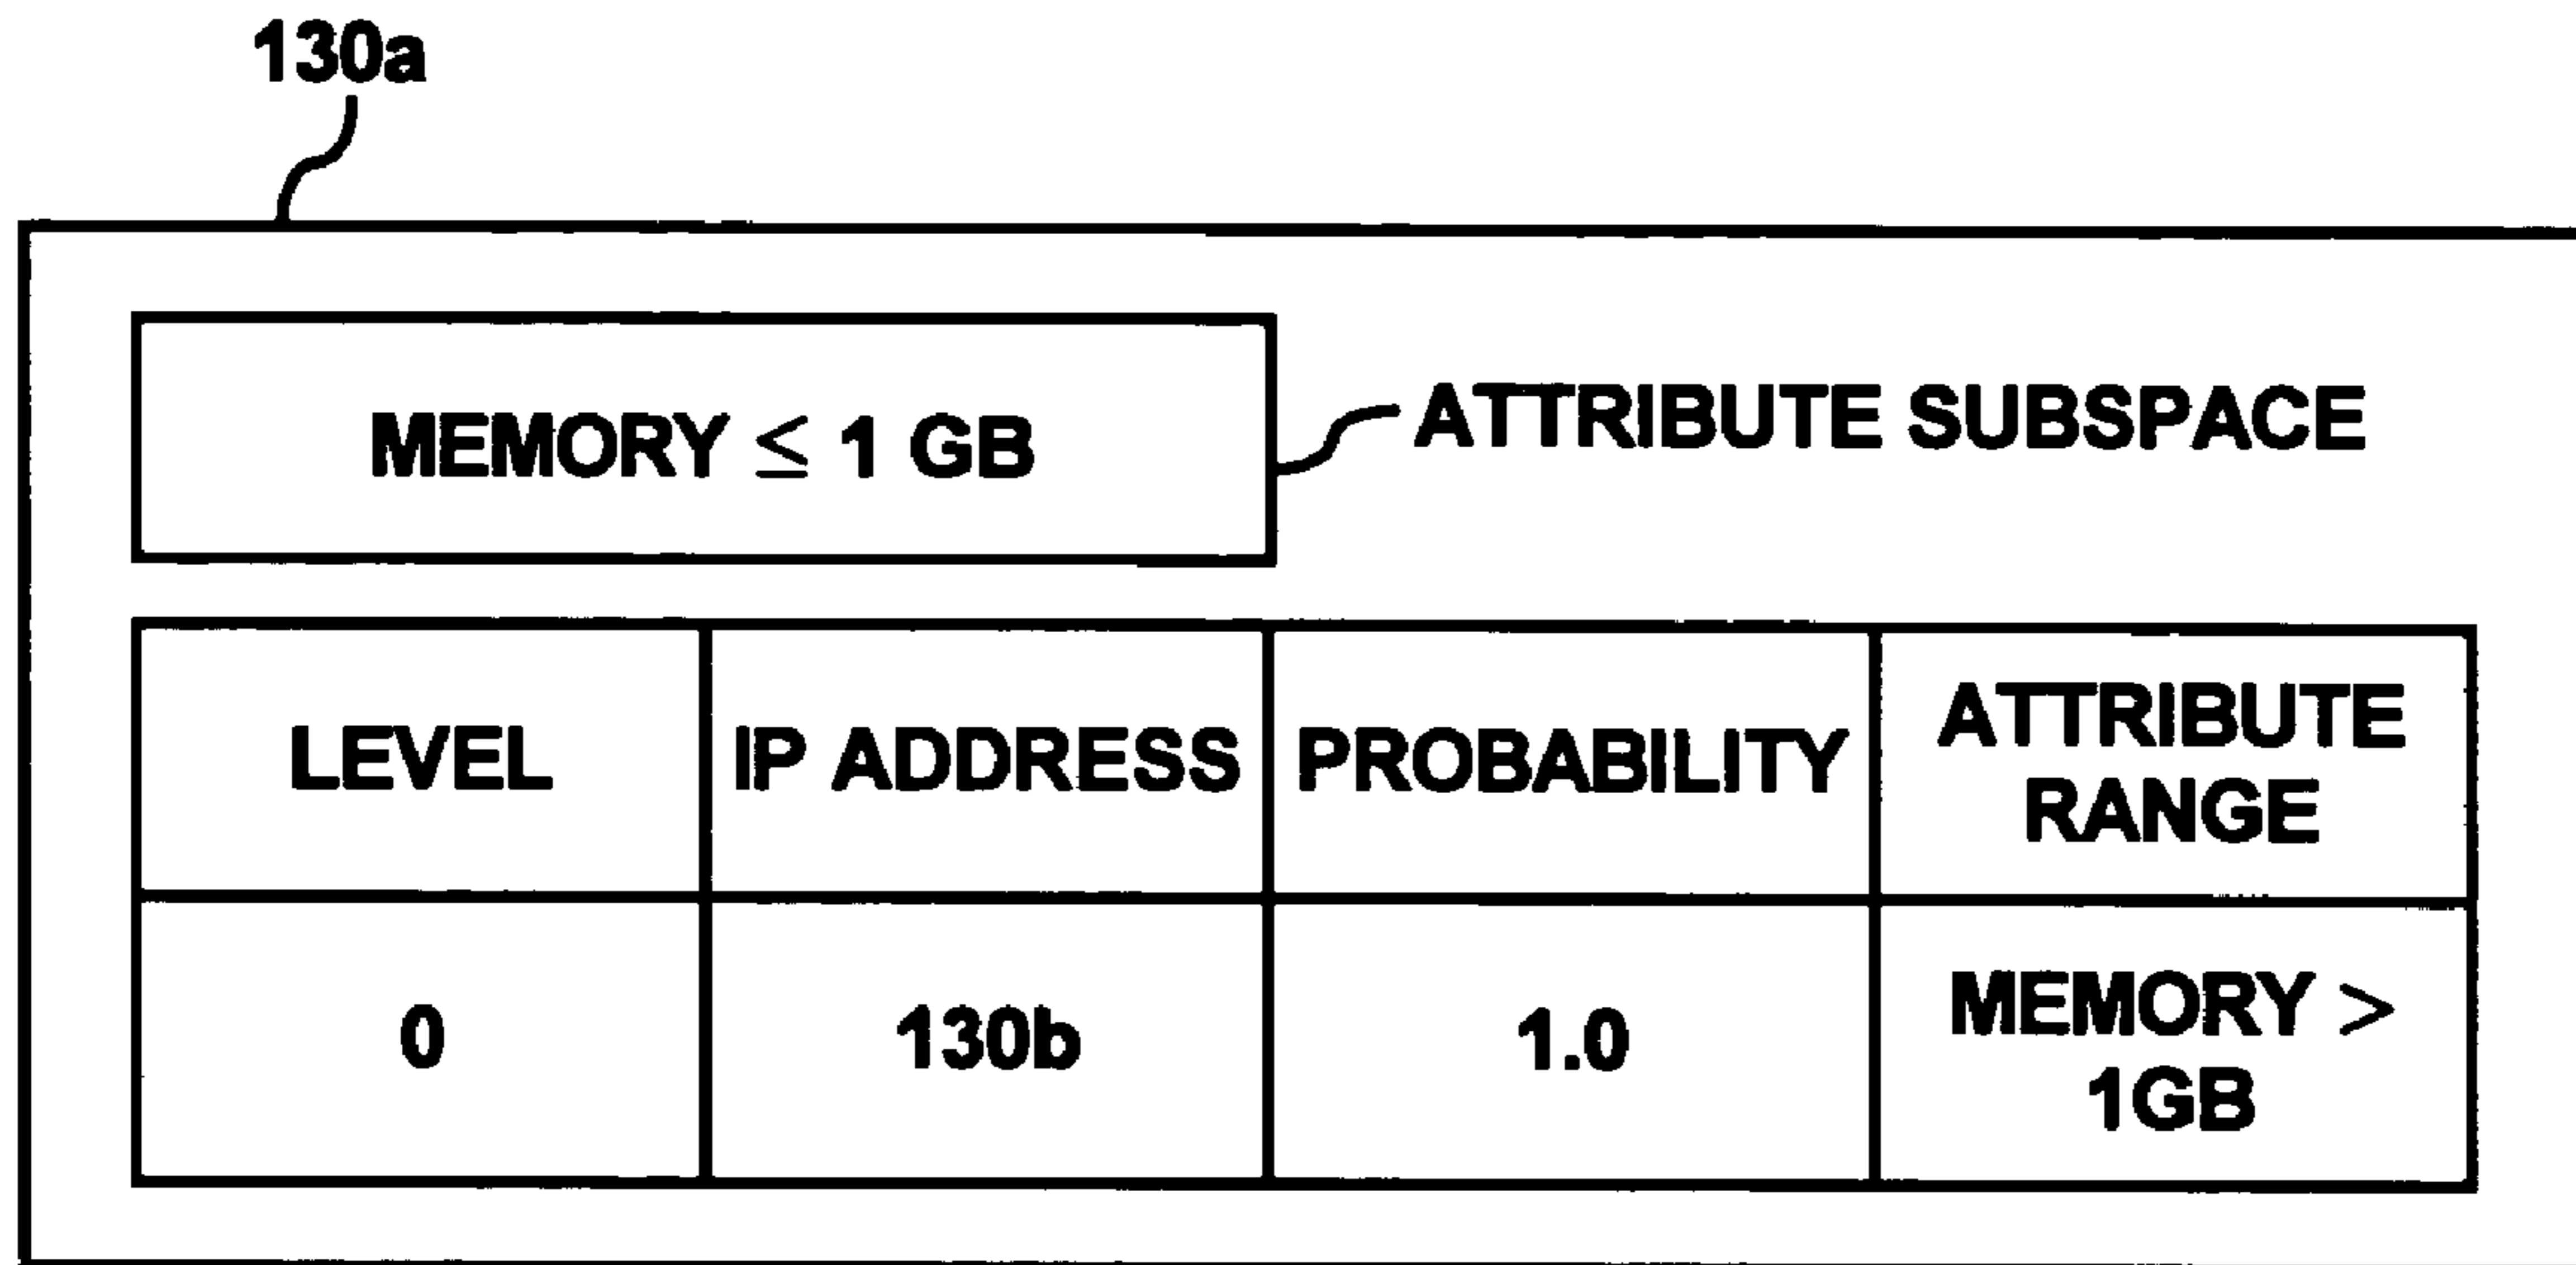 130a
MEMORY ≤ 1 GB
ATTRIBUTE SUBSPACE
LEVEL
IP ADDRESS
PROBABILITY
ATTRIBUTE
RANGE
0
130b
1.0
MEMORY >
1GB